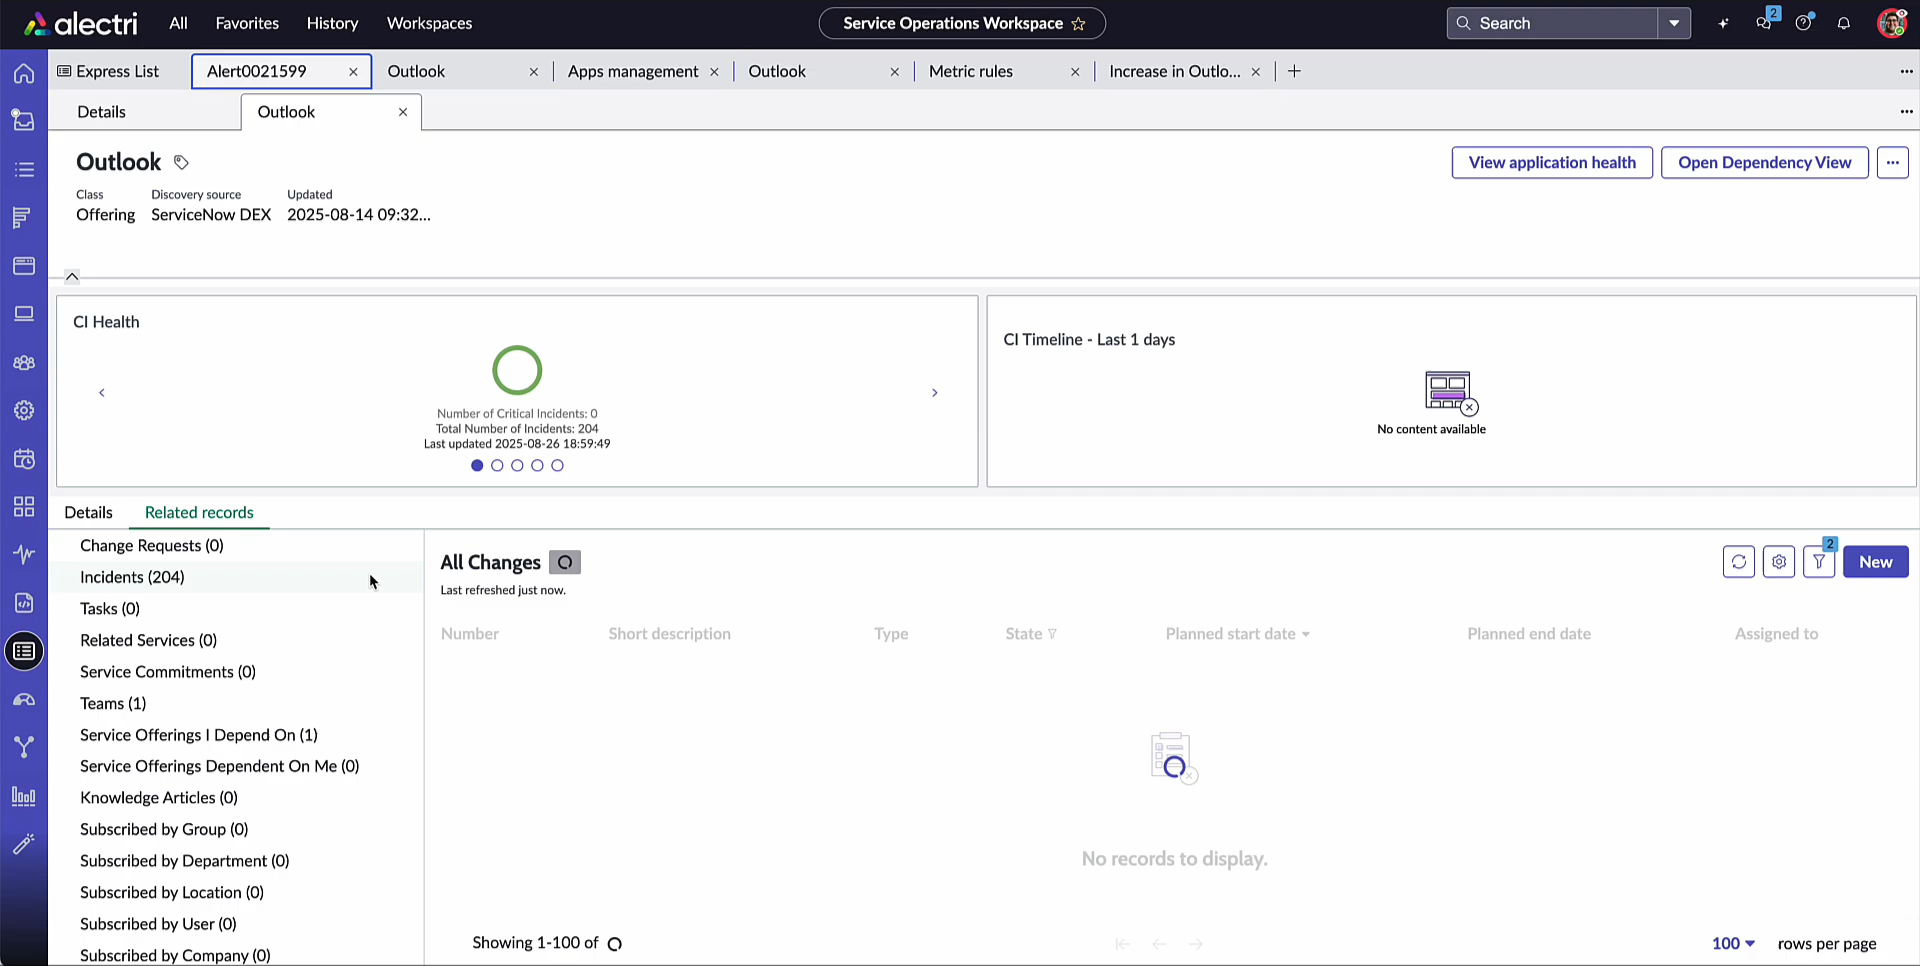 alectri
All
Favorites
History
Workspaces
Service Operations Workspace
Search
2
Express List
Alert0021599
Outlook
Apps management
Outlook
Metric rules
Increase in Outlo...
Details
Outlook
Outlook
View application health
Open Dependency View
Class
Discovery source
Updated
Offering
ServiceNow DEX
2025-08-14 09:32...
CI Health
Number of Critical Incidents: 0
Total Number of Incidents: 204
Last updated 2025-08-26 18:59:49
CI Timeline - Last 1 days
No content available
Details
Related records
Change Requests (0)
Incidents (204)
Tasks (0)
Related Services (0)
Service Commitments (0)
Teams (1)
Service Offerings I Depend On (1)
Service Offerings Dependent On Me (0)
Knowledge Articles (0)
Subscribed by Group (0)
Subscribed by Department (0)
Subscribed by Location (0)
Subscribed by User (0)
Subscribed by Company (0)
All Changes
Last refreshed just now.
2
New
Number
Short description
Type
State
Planned start date
Planned end date
Assigned to
No records to display.
Showing 1-100 of
100
rows per page